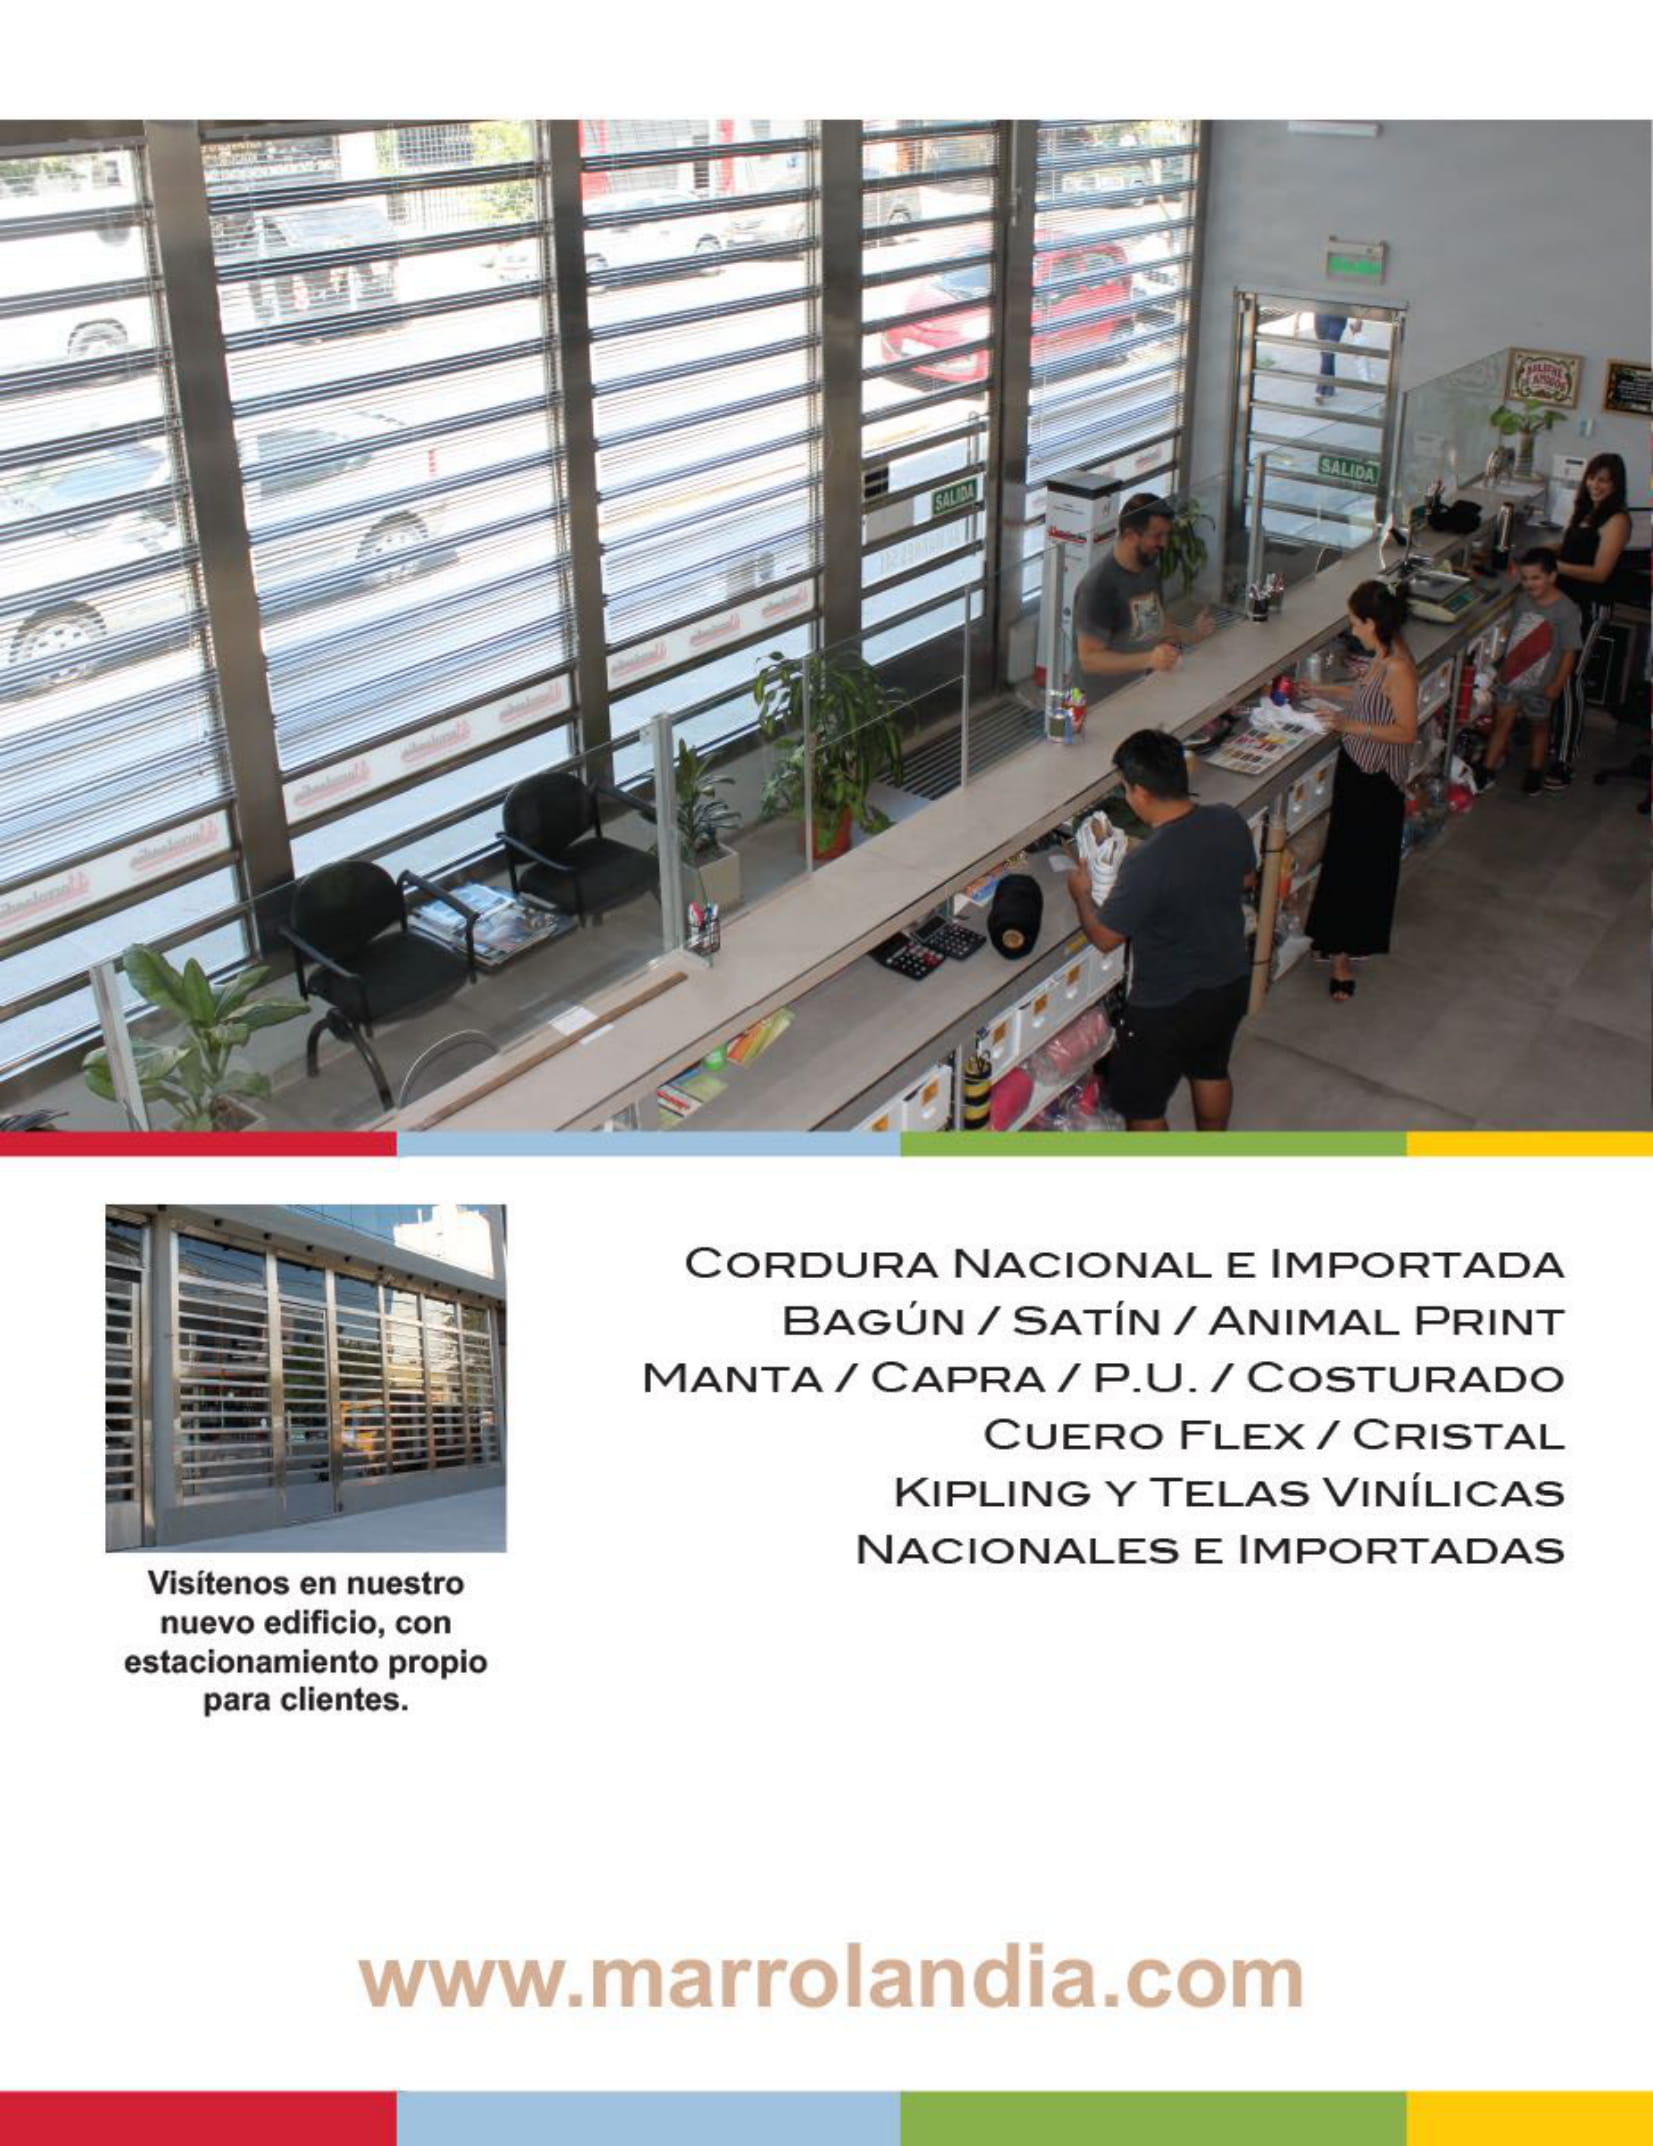 SALIDA
SALIDA
CORDURA NACIONAL E IMPORTADA
BAGÚN / SATÍN / ANIMAL PRINT
MANTA / CAPRA / P.U. / COSTURADO
CUERO FLEX / CRISTAL
KIPLING Y TELAS VINÍLICAS
NACIONALES E IMPORTADAS
Visítenos en nuestro
nuevo edificio, con
estacionamiento propio
para clientes.
www.marrolandia.com